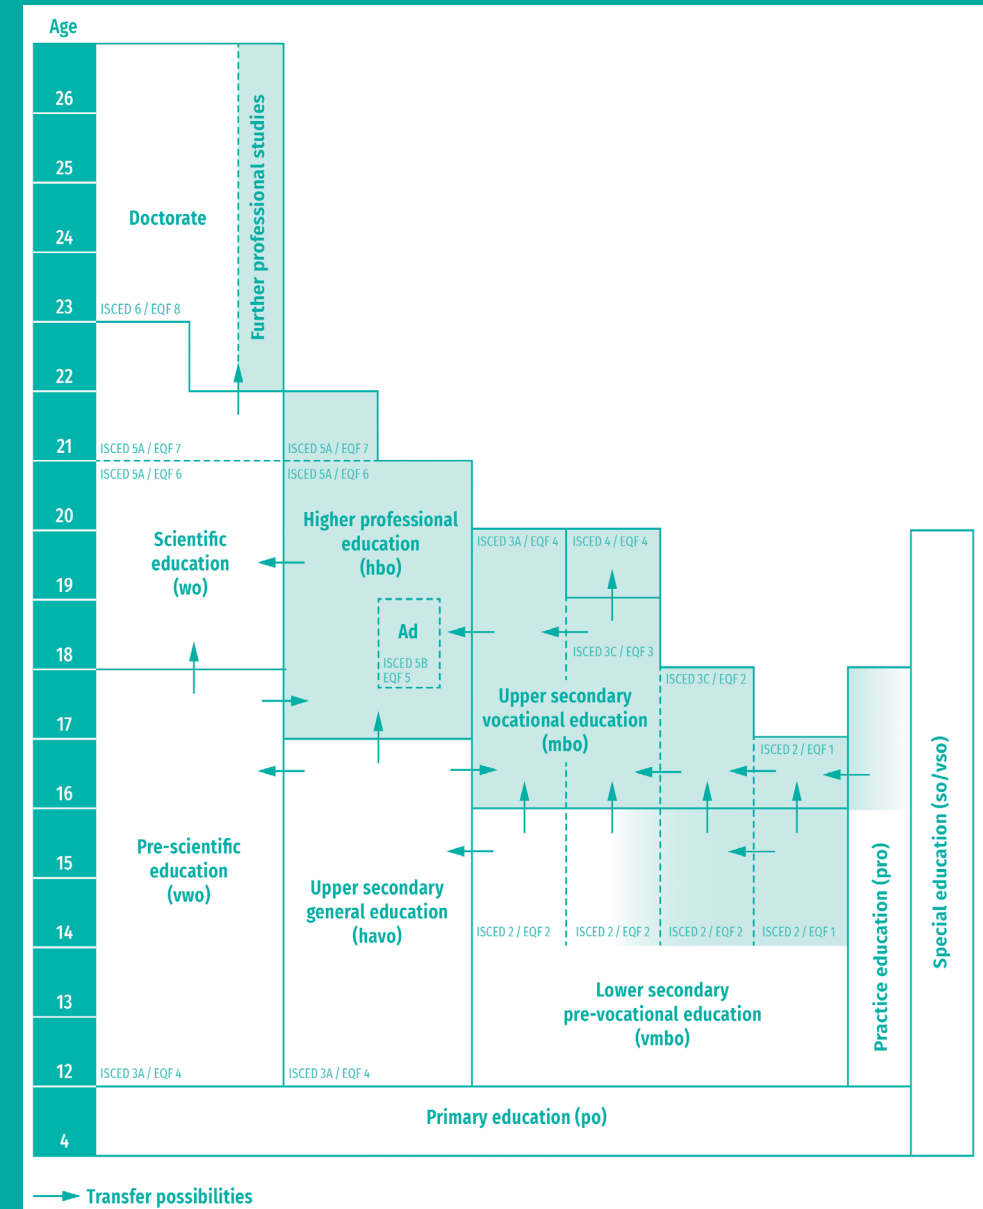 Age
26
25
24
23
22
21
20
19
18
17
16
15
14
13
12
4
Doctorate
Further professional studies
ISCED 6 / EQF 8
ISCED 5A / EQF 7
ISCED 5A / EQF 6
Scientific
education
(wo)
Pre-scientific
education
(vwo)
ISCED 3A / EQF 4
ISCED 5A / EQF 7
ISCED 5A / EQF 6
Higher professional
education
(hbo)
Ad
ISCED 5B
EQF 5
Upper secondary
general education
(havo)
ISCED 3A / EQF 4
ISCED 3A / EQF 4
ISCED 4 / EQF 4
ISCED 3C / EQF 3
ISCED 3C / EQF 2
ISCED 2 / EQF 1
Upper secondary
vocational education
(mbo)
ISCED 2 / EQF 2
ISCED 2 / EQF 2
ISCED 2 / EQF 2
ISCED 2 / EQF 1
Lower secondary
pre-vocational education
(vmbo)
Practice education (pro)
Special education (so/vso)
Primary education (po)
Transfer possibilities